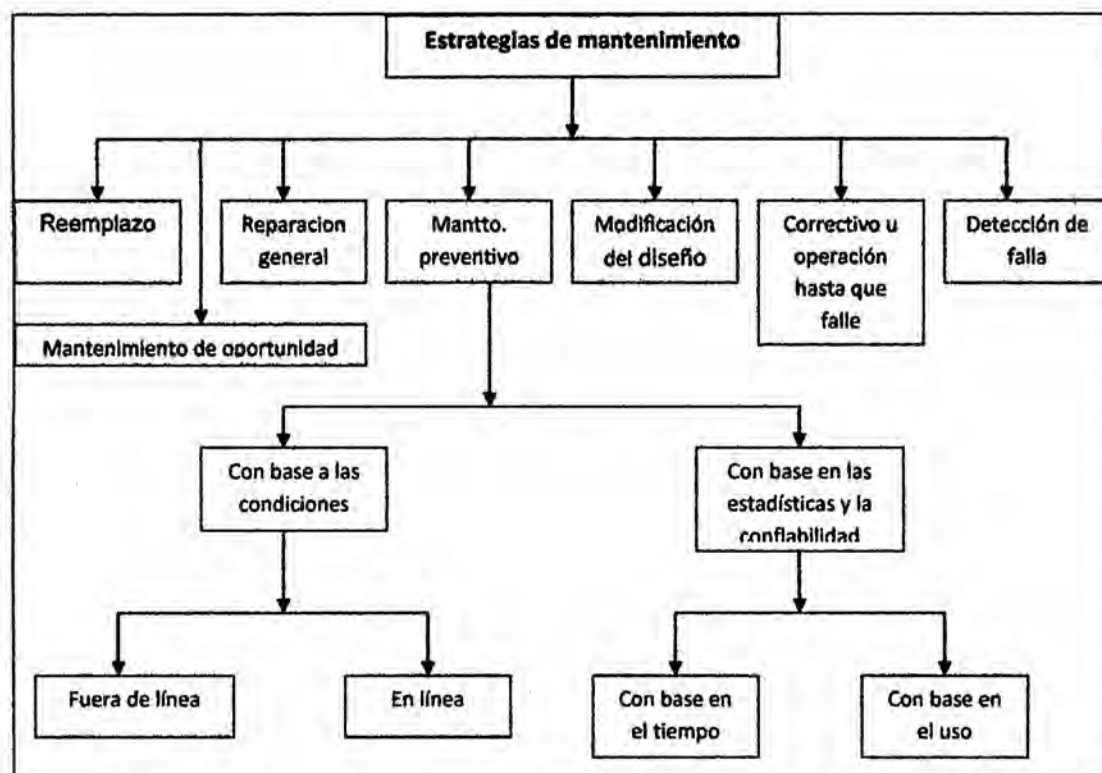 Estrategias de mantenimiento
Reemplazo
Reparacion
general
Mantto.
preventivo
Modificación
del diseño
Correctivo u
operación
hasta que
falle
Detección de
falla
Mantenimiento de oportunidad
Con base a las
condiciones
Con base en las
estadísticas y la
confiabilidad
Fuera de línea
En línea
Con base en
el tiempo
Con base en
el uso